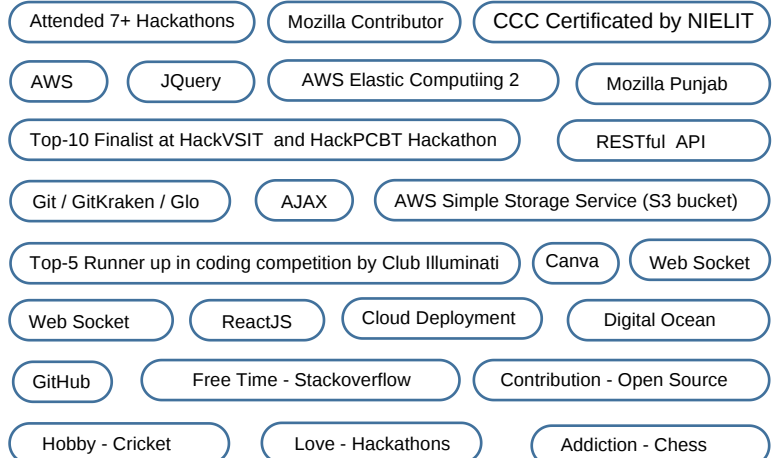 Attended 7+ Hackathons Mozilla Contributor CCC Certificated by NIELIT
AWS JQuery AWS Elastic Computiing 2 Mozilla Punjab
Top-10 Finalist at HackVSIT and HackPCBT Hackathon RESTful API
Git / GitKraken / Glo AJAX AWS Simple Storage Service (S3 bucket)
Top-5 Runner up in coding competition by Club Illuminati Canva Web Socket
Web Socket ReactJS Cloud Deployment Digital Ocean
GitHub Free Time - Stackoverflow Contribution - Open Source
Hobby - Cricket Love - Hackathons Addiction - Chess